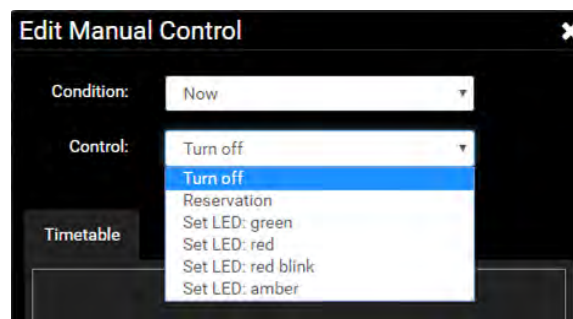 Edit Manual Control
Condition: Now
Control: Turn off
Turn off
Reservation
Set LED: green
Set LED: red
Set LED: red blink
Set LED: amber
Timetable